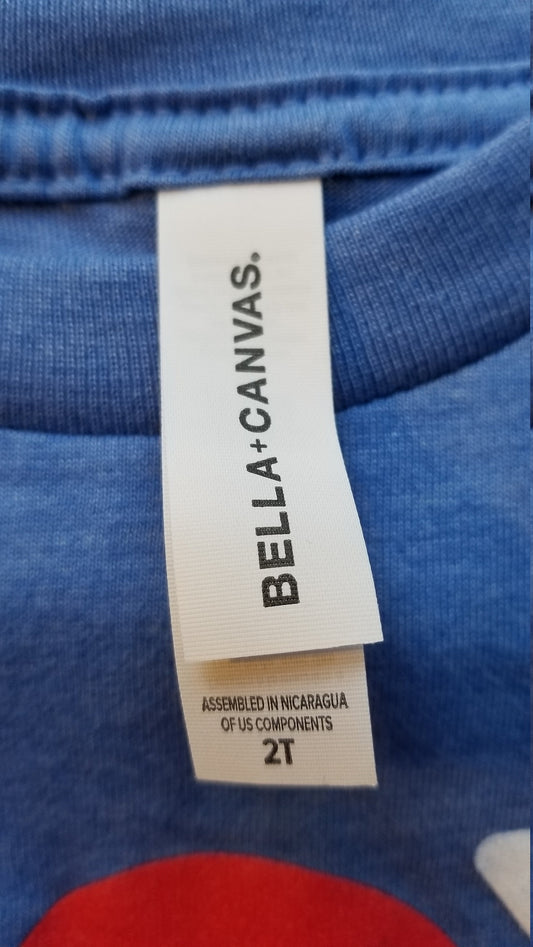 BELLA+CANVAS.
ASSEMBLED IN NICARAGUA
OF US COMPONENTS
2T